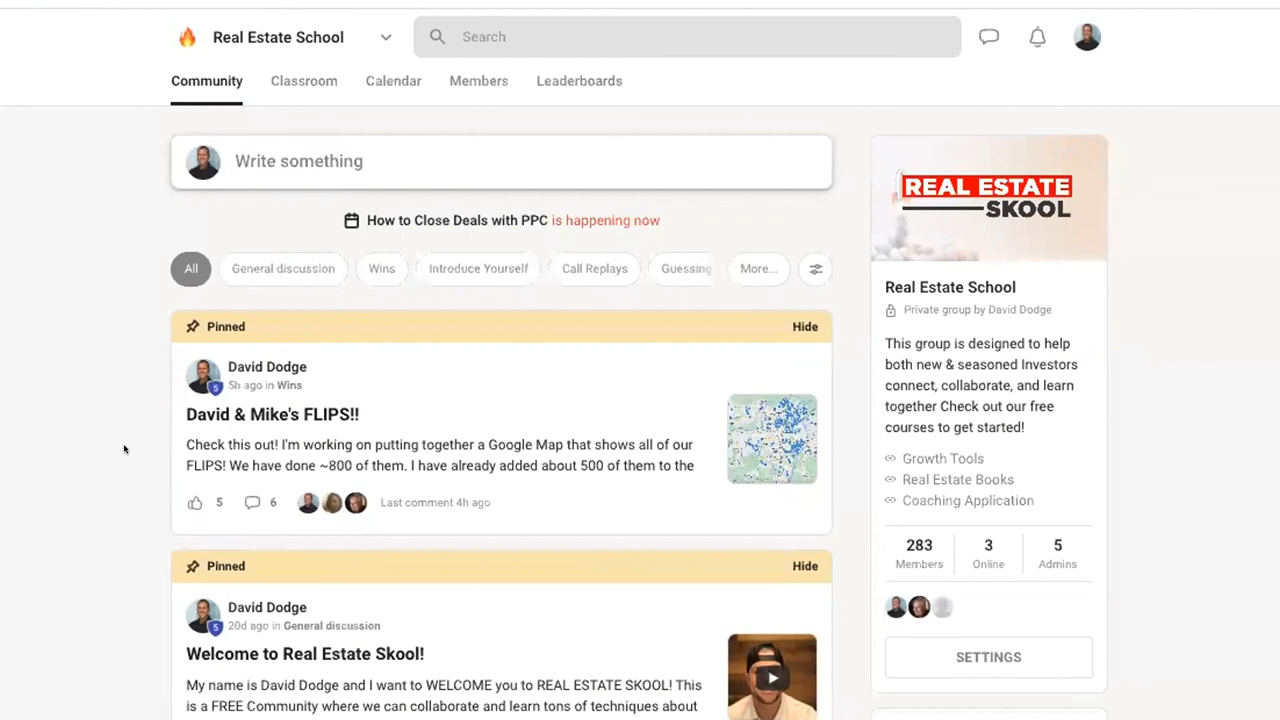 Real Estate School
Search
Community
Classroom
Calendar
Members
Leaderboards
Write something
How to Close Deals with PPC is happening now
All
General discussion
Wins
Introduce Yourself
Call Replays
Guessing
More...
Pinned
Hide
David Dodge
5
5h ago in Wins
David & Mike's FLIPS!!
Check this out! I'm working on putting together a Google Map that shows all of our
FLIPS! We have done ~800 of them. I have already added about 500 of them to the
5
6
Last comment 4h ago
Pinned
Hide
David Dodge
5
20d ago in General discussion
Welcome to Real Estate Skool!
My name is David Dodge and I want to WELCOME you to REAL ESTATE SKOOL! This
is a FREE Community where we can collaborate and learn tons of techniques about
REAL ESTATE
SKOOL
Real Estate School
Private group by David Dodge
This group is designed to help
both new & seasoned Investors
connect, collaborate, and learn
together Check out our free
courses to get started!
Growth Tools
Real Estate Books
Coaching Application
283
Members
3
Online
5
Admins
SETTINGS